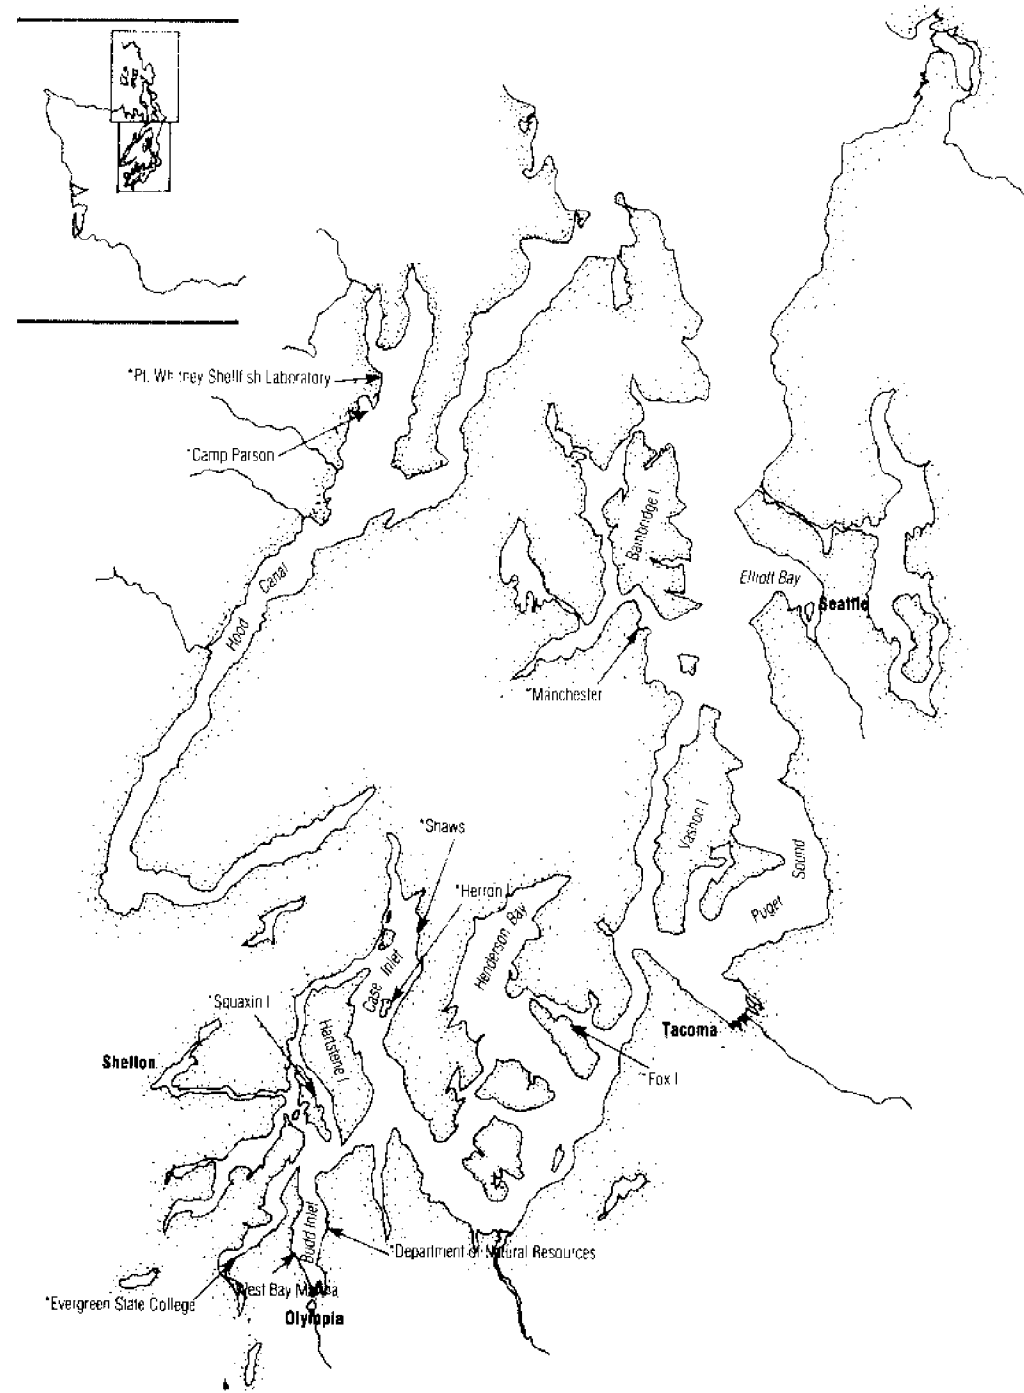 *Pt. Whitney Shellfish Laboratory
*Camp Parson
Bainbridge I
Elliott Bay
Seattle
Hood Canal
*Manchester
Vashon I
*Shaws
Puget Sound
*Herron I
Henderson Bay
Case Inlet
*Squaxin I
Hartstene I
Tacoma
Shelton
Fox I
Budd Inlet
*Department of Natural Resources
West Bay Marina
*Evergreen State College
Olympia